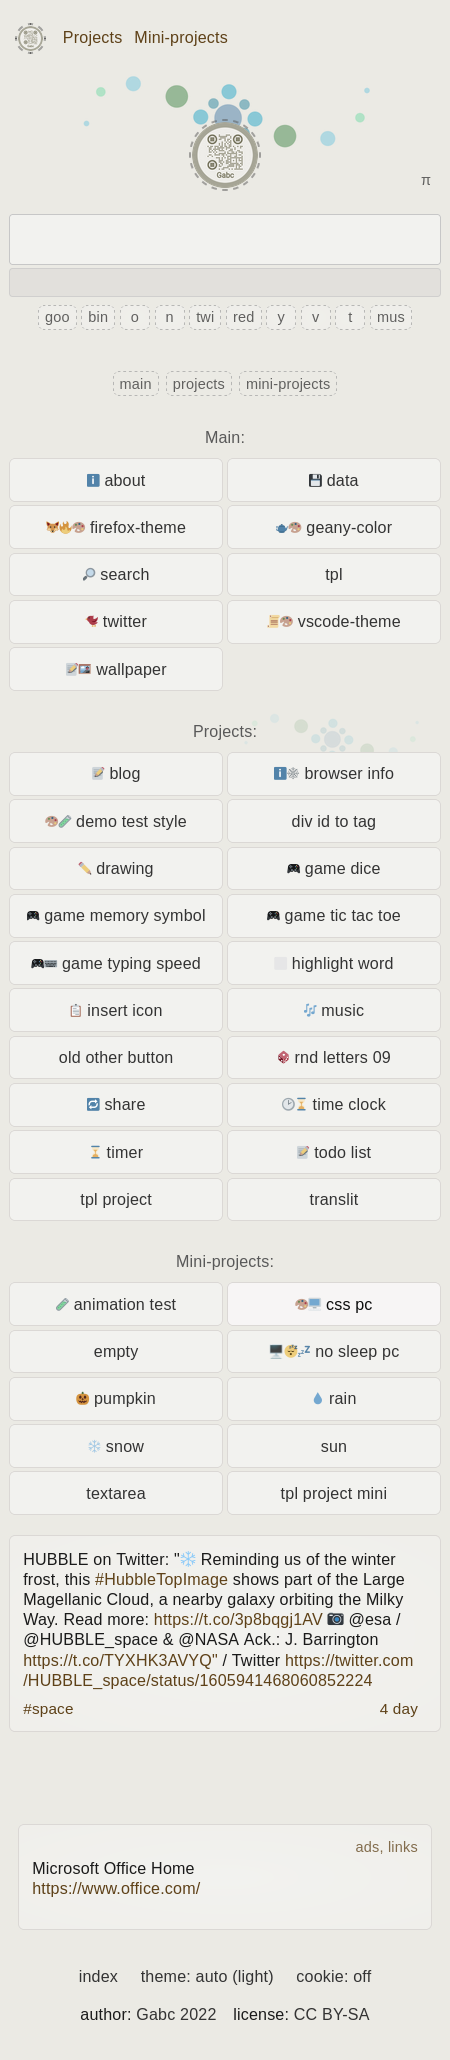 Projects Mini-projects
Gabc
π
goo bin o n twi red y v t mus
main projects mini-projects
Main:
about data
firefox-theme geany-color
search tpl
twitter vscode-theme
wallpaper
Projects:
blog browser info
demo test style div id to tag
drawing game dice
game memory symbol game tic tac toe
game typing speed highlight word
insert icon music
old other button rnd letters 09
share time clock
timer todo list
tpl project translit
Mini-projects:
animation test css pc
empty no sleep pc
pumpkin rain
snow sun
textarea tpl project mini
HUBBLE on Twitter: "❄️ Reminding us of the winter
frost, this #HubbleTopImage shows part of the Large
Magellanic Cloud, a nearby galaxy orbiting the Milky
Way. Read more: https://t.co/3p8bqgj1AV 📷 @esa /
@HUBBLE_space & @NASA Ack.: J. Barrington
https://t.co/TYXHK3AVYQ" / Twitter https://twitter.com
/HUBBLE_space/status/1605941468060852224
#space 4 day
ads, links
Microsoft Office Home
https://www.office.com/
index theme: auto (light) cookie: off
author: Gabc 2022 license: CC BY-SA